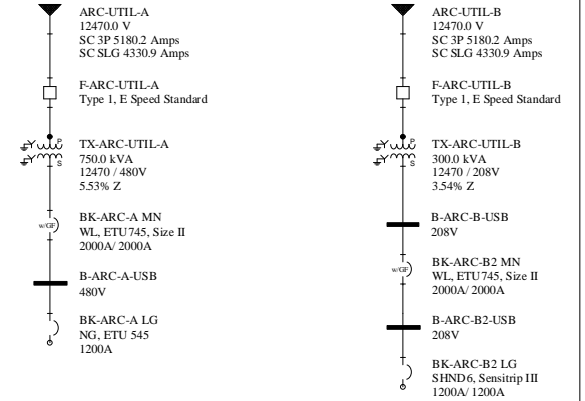 ARC-UTIL-A
12470.0 V
SC 3P 5180.2 Amps
SC SLG 4330.9 Amps
F-ARC-UTIL-A
Type 1, E Speed Standard
P
S
TX-ARC-UTIL-A
750.0 kVA
12470 / 480V
5.53% Z
w/GF
BK-ARC-A MN
WL, ETU745, Size II
2000A/ 2000A
B-ARC-A-USB
480V
BK-ARC-A LG
NG, ETU 545
1200A
ARC-UTIL-B
12470.0 V
SC 3P 5180.2 Amps
SC SLG 4330.9 Amps
F-ARC-UTIL-B
Type 1, E Speed Standard
P
S
TX-ARC-UTIL-B
300.0 kVA
12470 / 208V
3.54% Z
B-ARC-B-USB
208V
w/GF
BK-ARC-B2 MN
WL, ETU745, Size II
2000A/ 2000A
B-ARC-B2-USB
208V
BK-ARC-B2 LG
SHND6, Sensitrip III
1200A/ 1200A